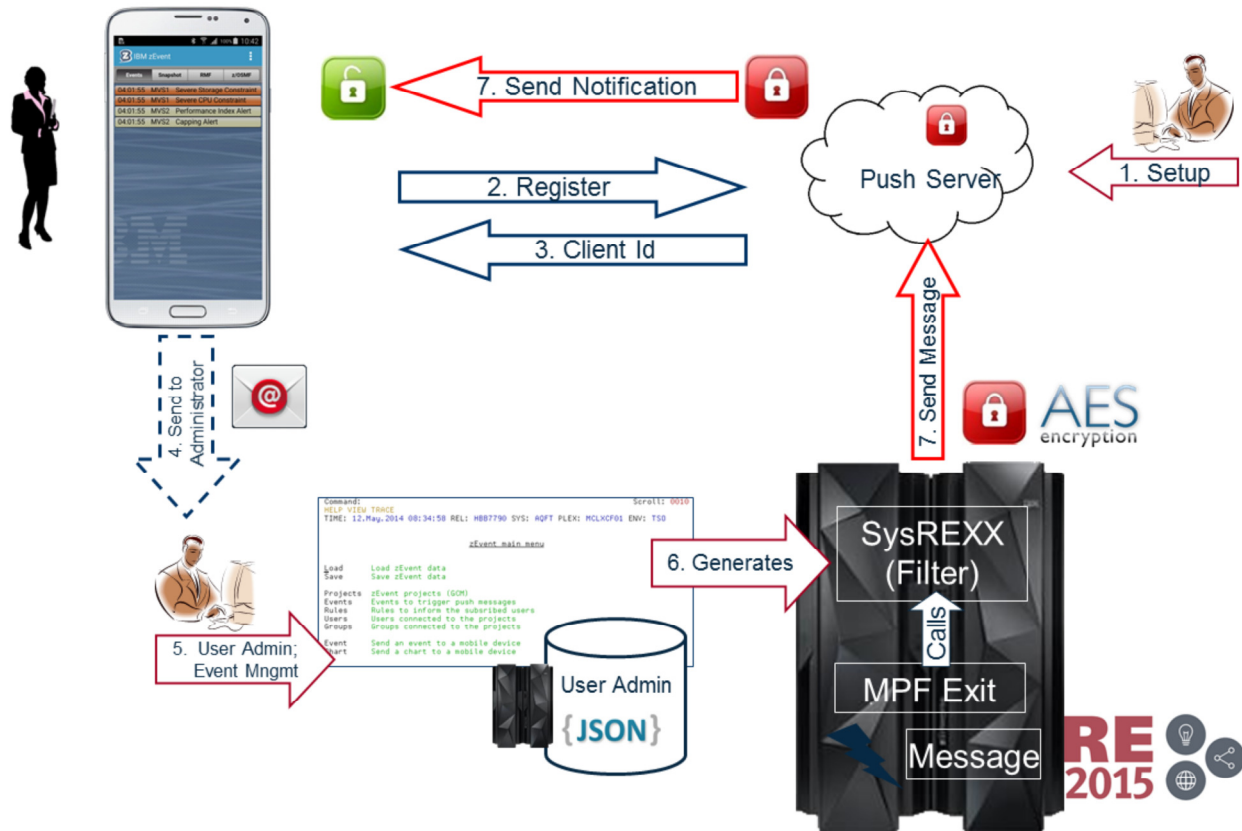 100% 10:42
IBM zEvent
Events Snapshot RMF z/OSMF
04:01:55 MVS1 Severe Storage Constraint
04:01:55 MVS1 Severe CPU Constraint
04:01:55 MVS2 Performance Index Alert
04:01:55 MVS2 Capping Alert
IBM
7. Send Notification
Push Server
1. Setup
2. Register
3. Client Id
4. Send to
Administrator
@
7. Send Message
AES
encryption
Command: Scroll: 0010
HELP VIEW TRACE
TIME: 12.May.2014 08:34:58 REL: HBB7790 SYS: AQFT PLEX: MCLXCF01 ENV: TSO
zEvent main menu
Load Load zEvent data
Save Save zEvent data
Projects zEvent projects (GCM)
Events Events to trigger push messages
Rules Rules to inform the subsribed users
Users Users connected to the projects
Groups Groups connected to the projects
Event Send an event to a mobile device
Chart Send a chart to a mobile device
5. User Admin;
Event Mngmt
User Admin
{JSON}
6. Generates
SysREXX
(Filter)
Calls
MPF Exit
Message
RE
2015